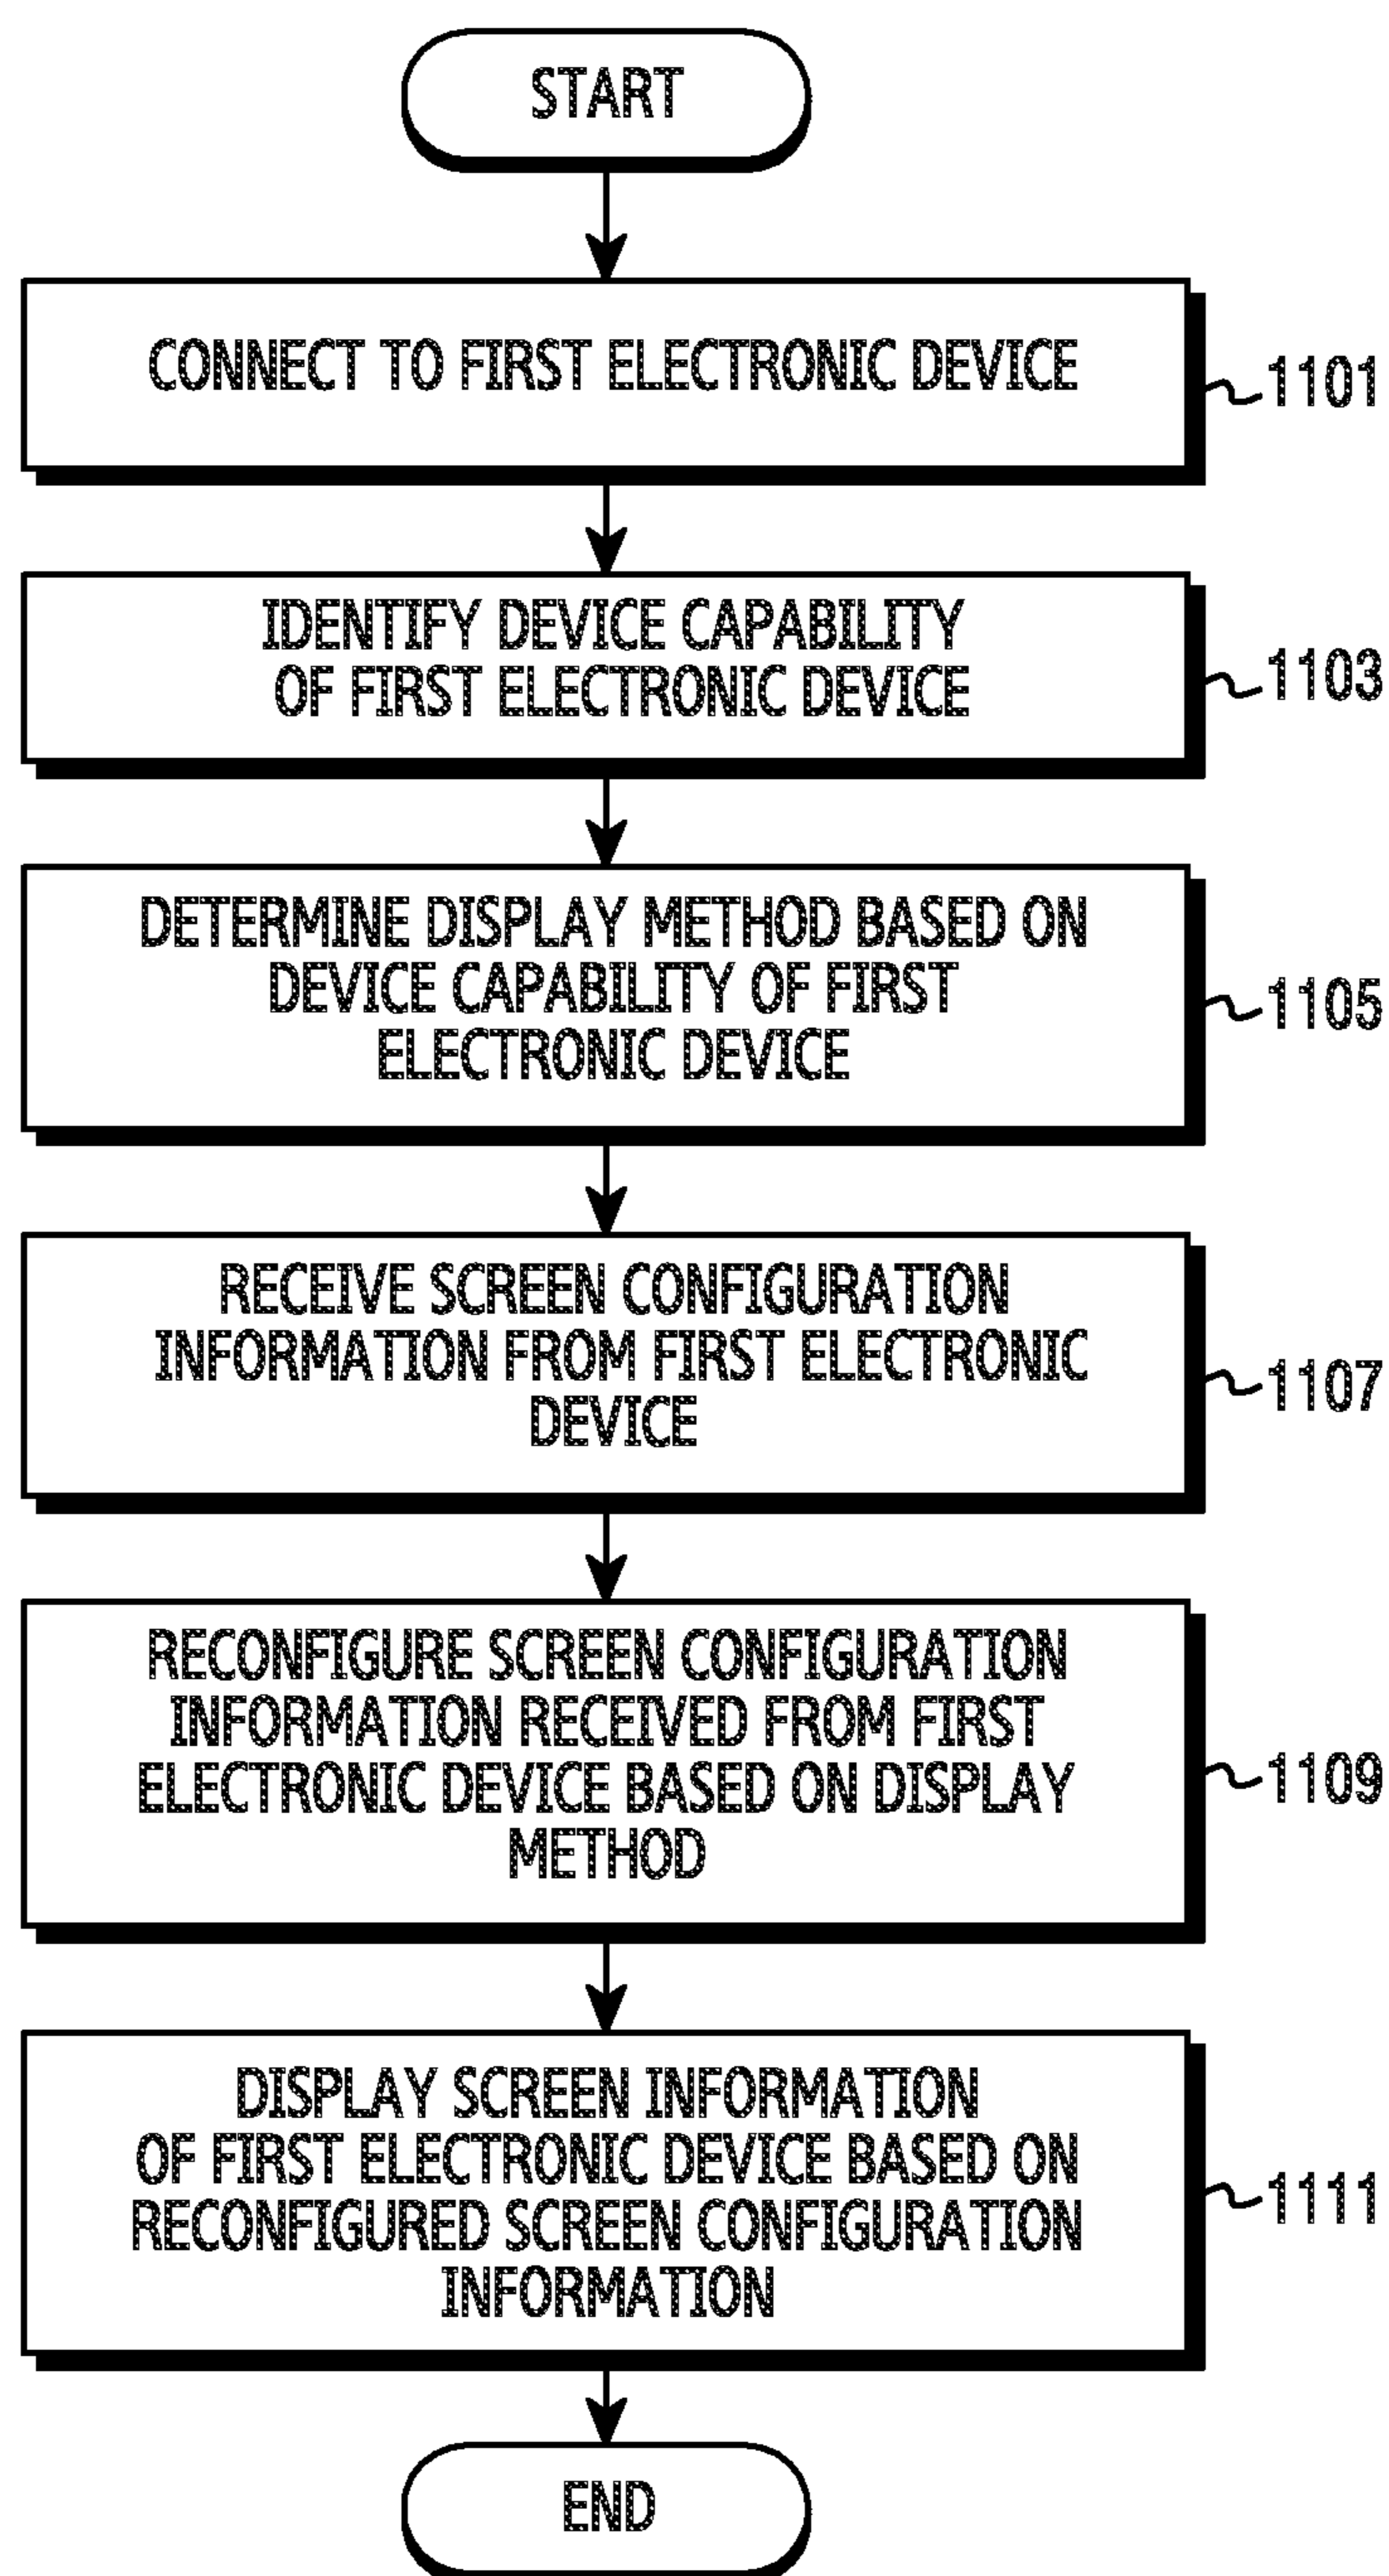 START
CONNECT TO FIRST ELECTRONIC DEVICE
1101
IDENTIFY DEVICE CAPABILITY
OF FIRST ELECTRONIC DEVICE
1103
DETERMINE DISPLAY METHOD BASED ON
DEVICE CAPABILITY OF FIRST
ELECTRONIC DEVICE
1105
RECEIVE SCREEN CONFIGURATION
INFORMATION FROM FIRST ELECTRONIC
DEVICE
1107
RECONFIGURE SCREEN CONFIGURATION
INFORMATION RECEIVED FROM FIRST
ELECTRONIC DEVICE BASED ON DISPLAY
METHOD
1109
DISPLAY SCREEN INFORMATION
OF FIRST ELECTRONIC DEVICE BASED ON
RECONFIGURED SCREEN CONFIGURATION
INFORMATION
1111
END